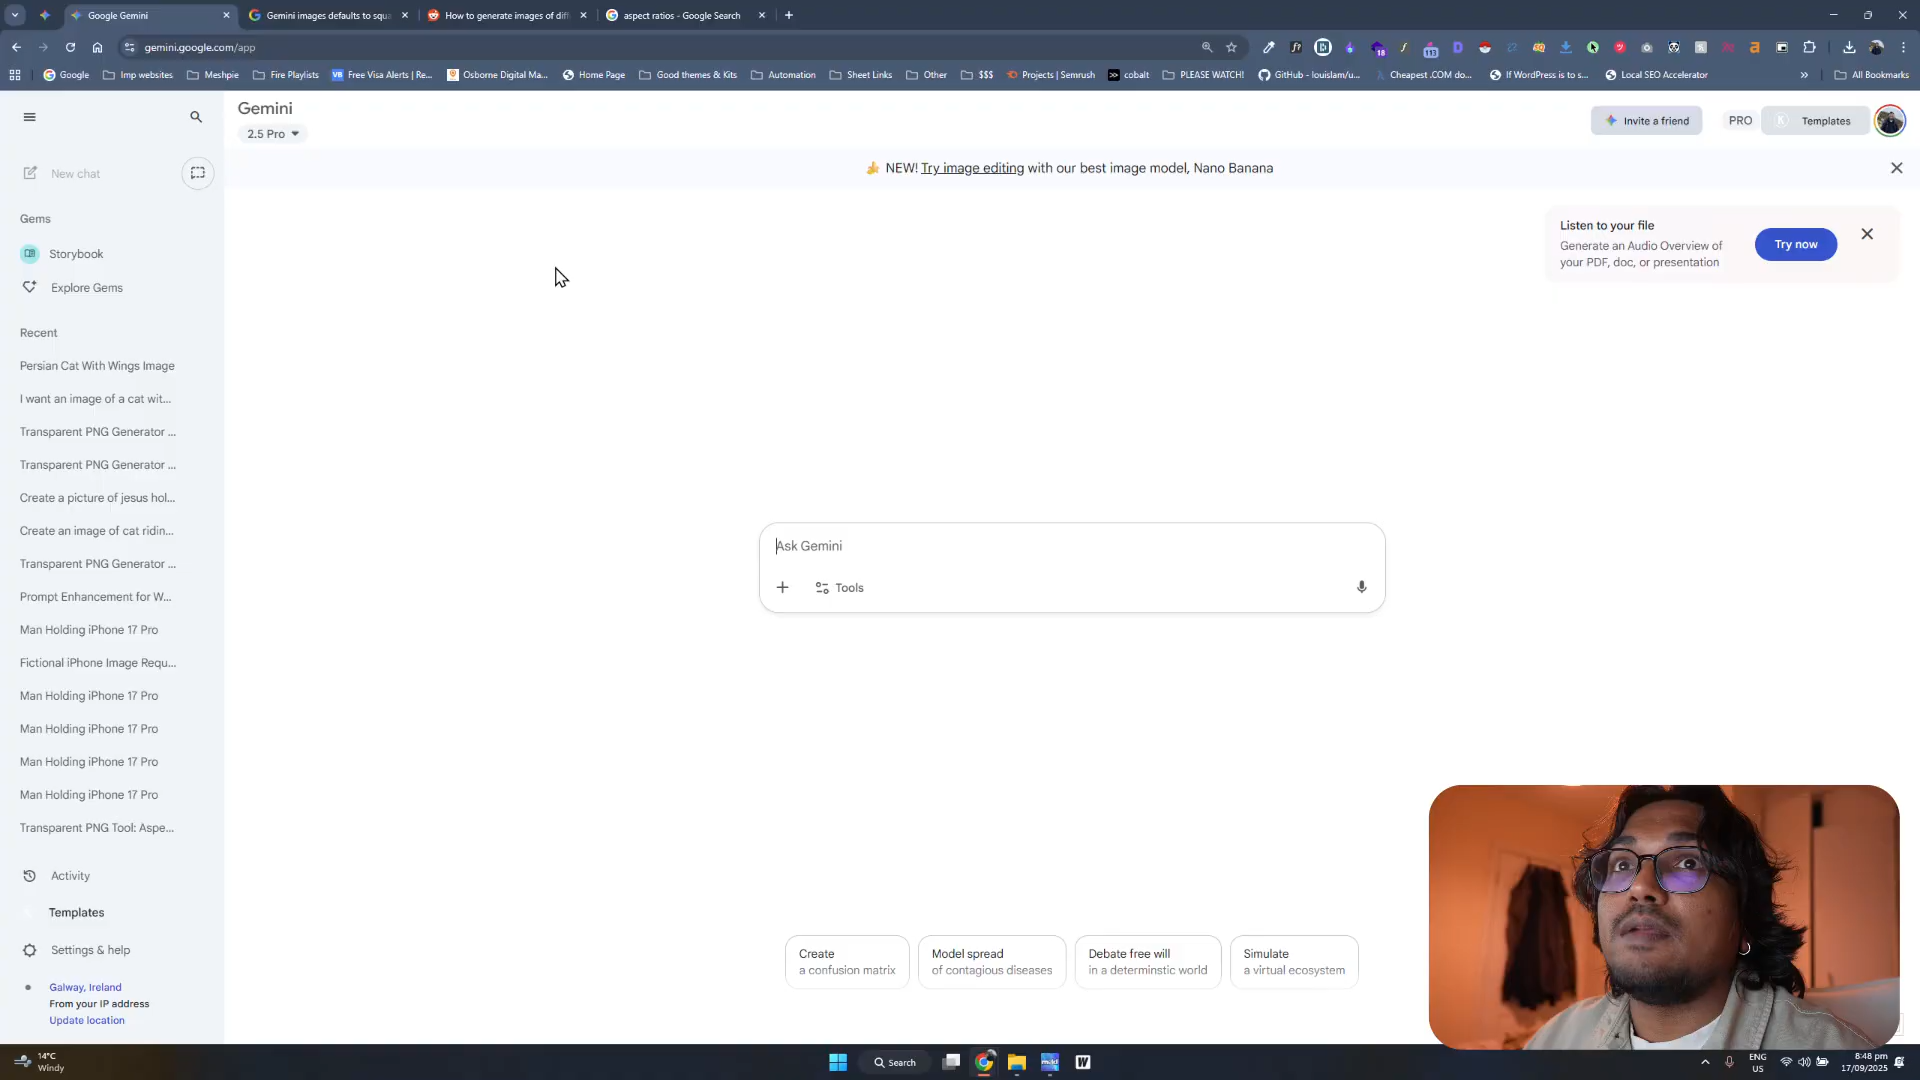 Google Gemini
Gemini images defaults to squa
How to generate images of diff
aspect ratios - Google Search
gemini.google.com/app
Google
Imp websites
Meshpie
Fire Playlists
Free Visa Alerts | Re...
Osborne Digital Ma...
Home Page
Good themes & Kits
Automation
Sheet Links
Other
$$$
Projects | Semrush
cobalt
PLEASE WATCH!
GitHub - louislam/u...
Cheapest .COM do...
If WordPress is to s...
Local SEO Accelerator
All Bookmarks
Gemini
2.5 Pro
Invite a friend
PRO
Templates
NEW! Try image editing with our best image model, Nano Banana
Listen to your file
Generate an Audio Overview of
your PDF, doc, or presentation
Try now
New chat
Gems
Storybook
Explore Gems
Recent
Persian Cat With Wings Image
I want an image of a cat wit...
Transparent PNG Generator ...
Transparent PNG Generator ...
Create a picture of jesus hol...
Create an image of cat ridin...
Transparent PNG Generator ...
Prompt Enhancement for W...
Man Holding iPhone 17 Pro
Fictional iPhone Image Requ...
Man Holding iPhone 17 Pro
Man Holding iPhone 17 Pro
Man Holding iPhone 17 Pro
Man Holding iPhone 17 Pro
Transparent PNG Tool: Aspe...
Activity
Templates
Settings & help
Galway, Ireland
From your IP address
Update location
Ask Gemini
Tools
Create
a confusion matrix
Model spread
of contagious diseases
Debate free will
in a determinstic world
Simulate
a virtual ecosystem
14°C
Windy
Search
ENG
US
8:48 pm
17/09/2025